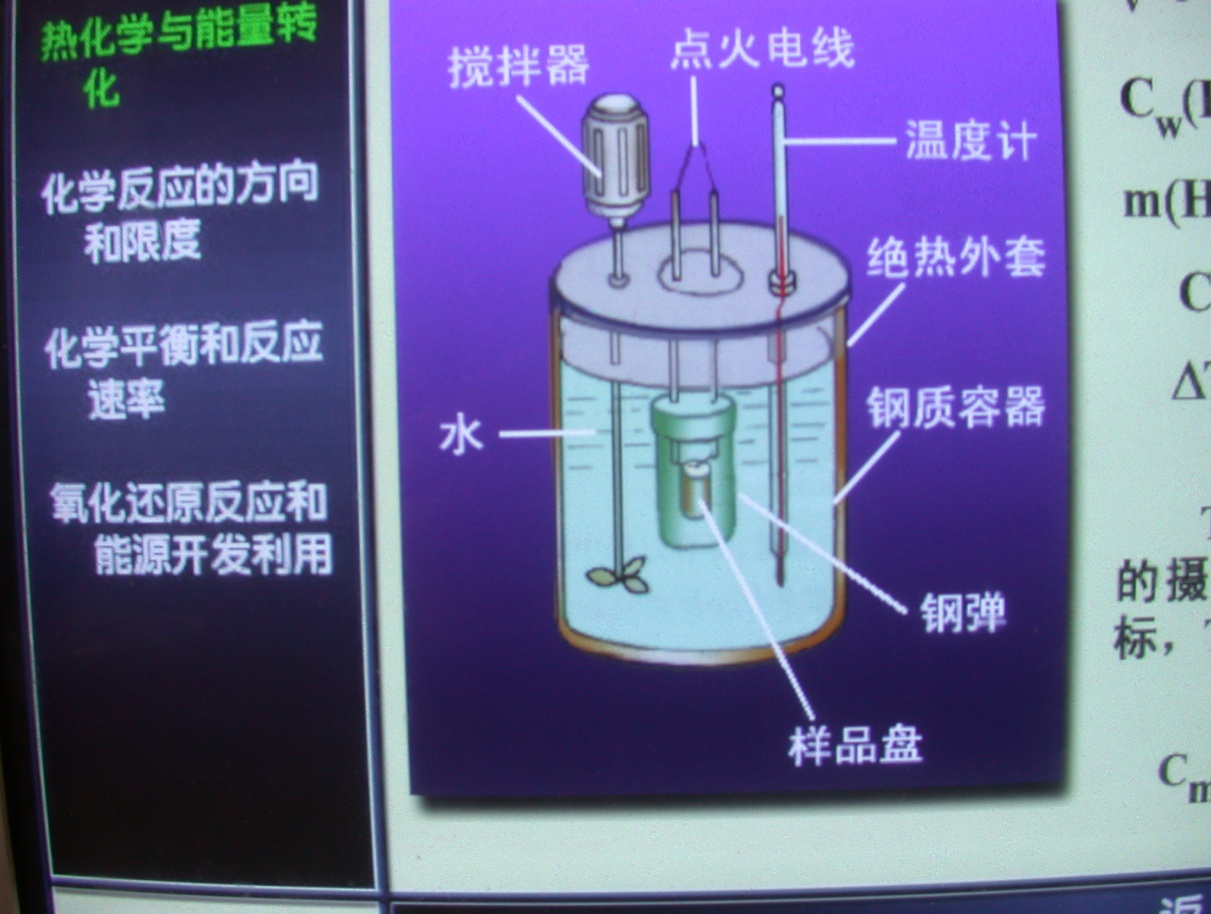 热化学与能量转
化
化学反应的方向
和限度
化学平衡和反应
速率
氧化还原反应和
能源开发利用
搅拌器
点火电线
温度计
绝热外套
钢质容器
水
钢弹
样品盘
C_w(
m(H
C
的摄
标，
C_m